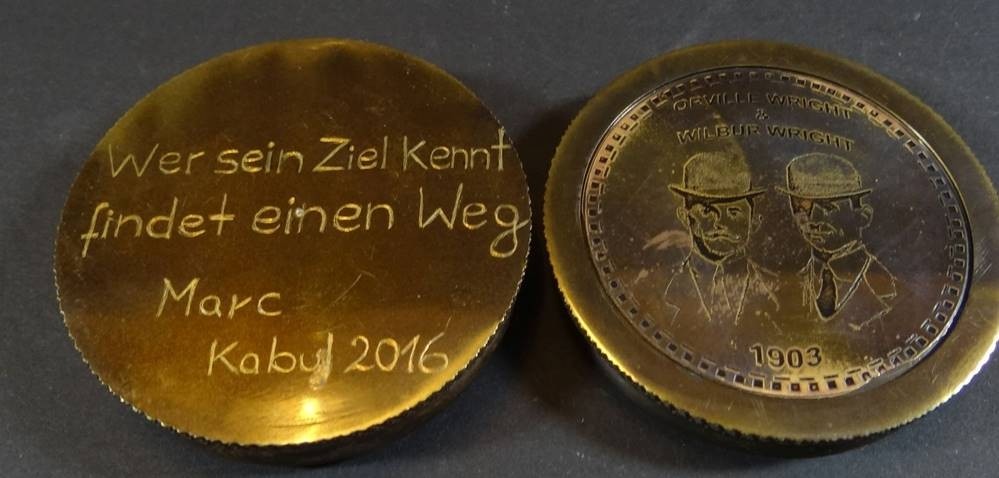 Wer sein Ziel Kennt
findet einen Weg
Marc
Kabul 2016
ORVILLE WRIGHT
&
WILBUR WRIGHT
1903